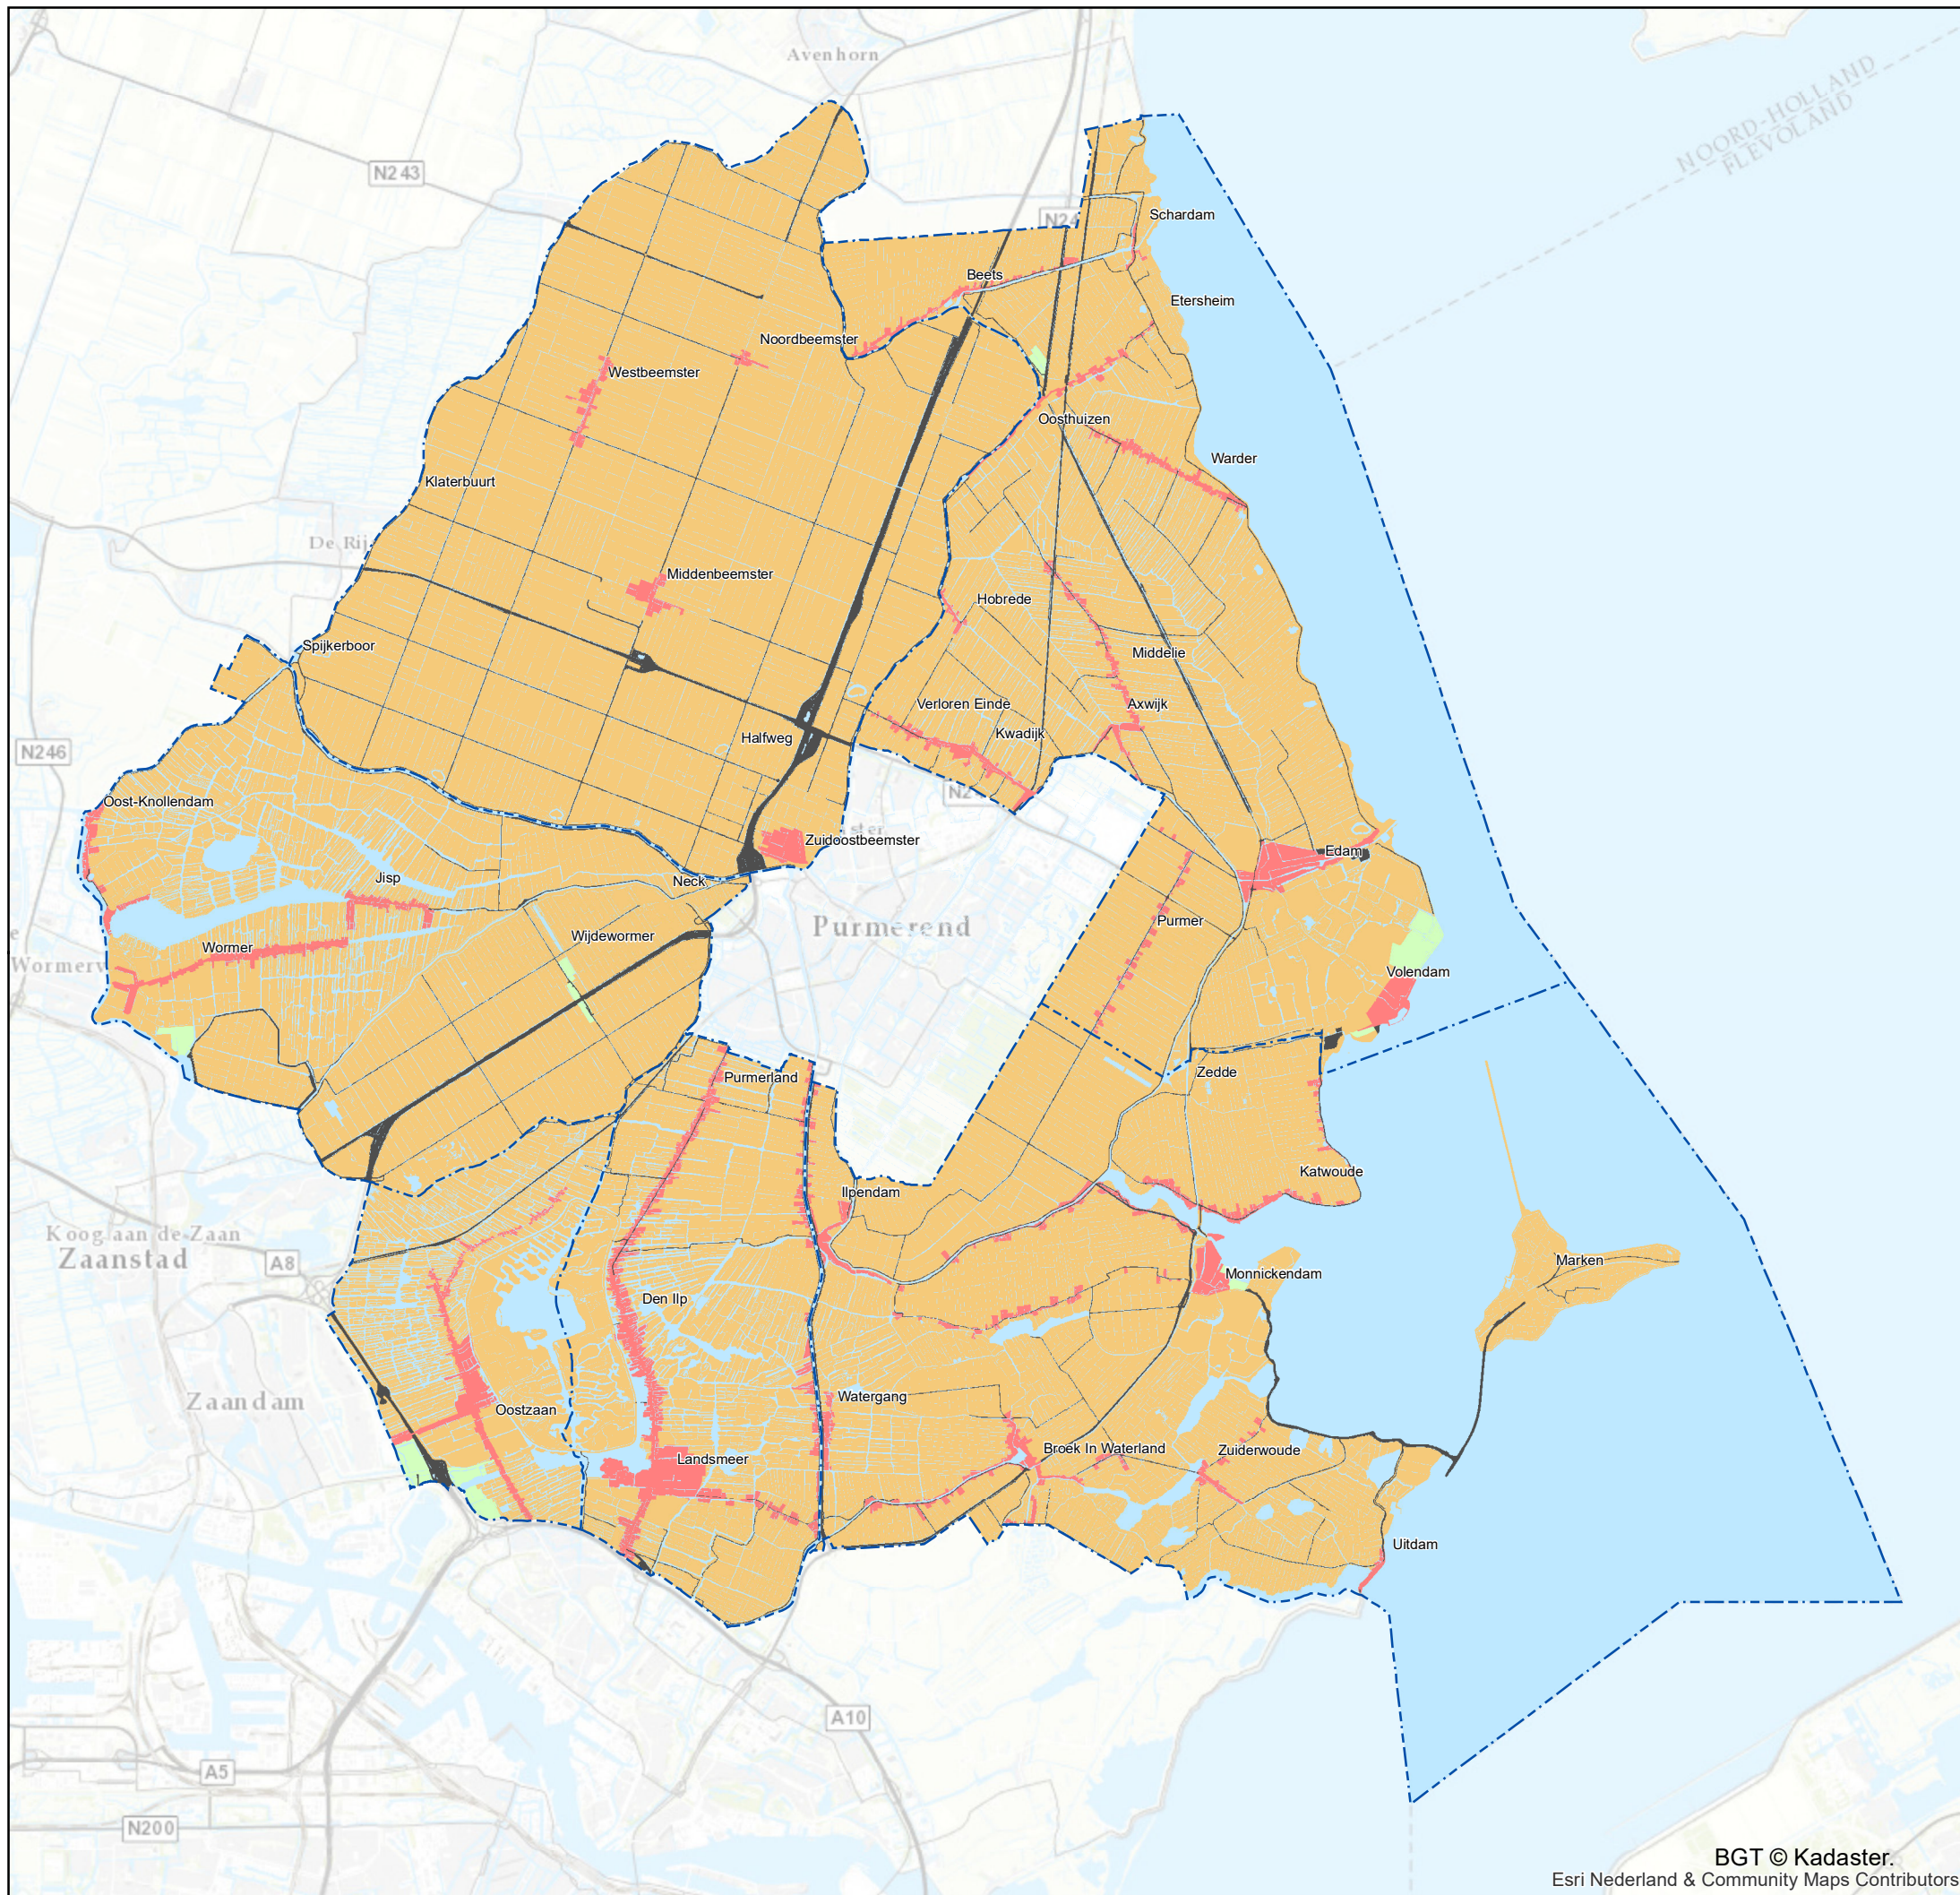 Avenhorn
NOORD-HOLLAND
FLEVOLAND
N243
Schardam
N24
Beets
Etersheim
Noordbeemster
Westbeemster
Oosthuizen
Warder
Klaterbuurt
De Rij
Middenbeemster
Hobrede
Spijkerboor
Middelie
Verloren Einde
Axwijk
Kwadijk
Halfweg
N246
N2
Oost-Knollendam
ster
Zuidoostbeemster
Edam
Jisp
Neck
Purmerend
Purmer
Wijdewormer
Wormer
e
Wormerv
Volendam
Zedde
Purmerland
Katwoude
Ilpendam
Koog aan de Zaan
Zaanstad
A8
Marken
Monnickendam
Den Ilp
Zaandam
Watergang
Oostzaan
Broek In Waterland
Zuiderwoude
Landsmeer
Uitdam
A10
A5
N200
BGT © Kadaster.
Esri Nederland & Community Maps Contributors